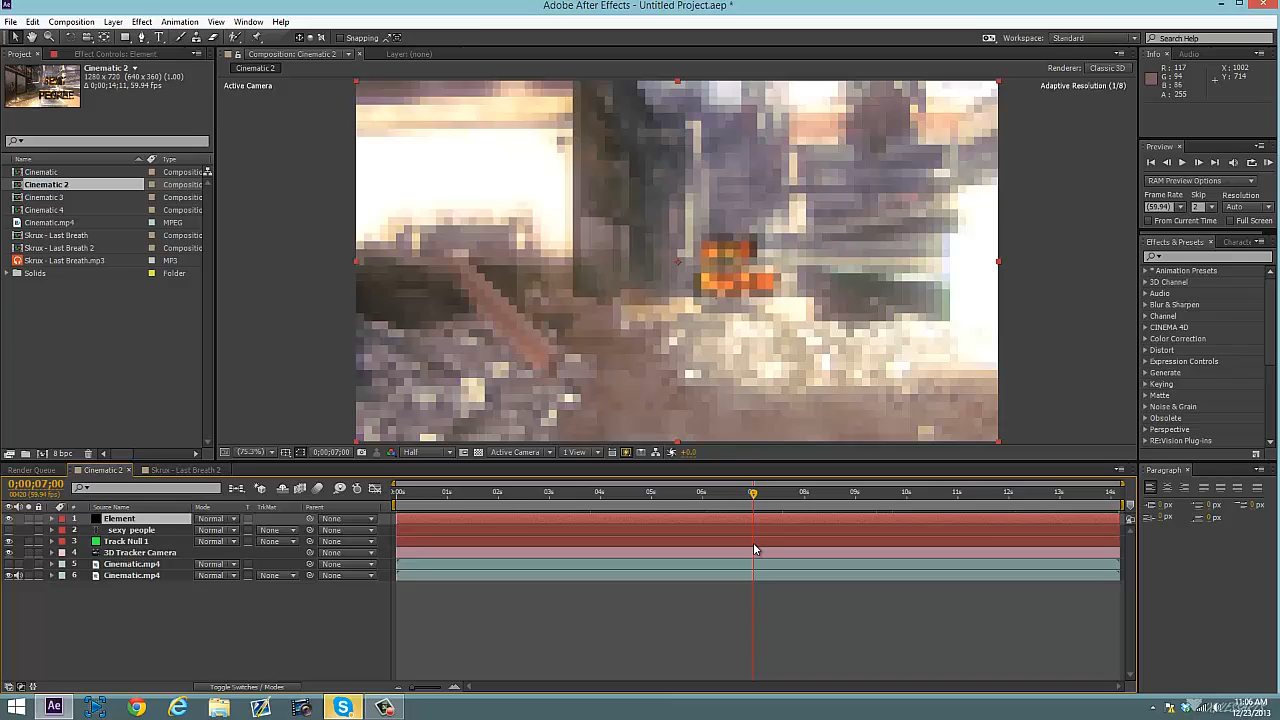 Adobe After Effects - Untitled Project.aep *
File Edit Composition Layer Effect Animation View Window Help
Snapping Workspace: Standard Search Help
Project Effect Controls: Element Composition: Cinematic 2 Layer: (none) Info Audio
Cinematic 2
1280 x 720 (640 x 360) (1.00)
Δ 0;00;14;11, 59.94 fps
Cinematic 2 Renderer: Classic 3D
Active Camera Adaptive Resolution (1/8)
R : 117
G : 94
B : 86
A : 255
X : 1002
Y : 714
PEOPLE
Name Type
Cinematic Compositi
Cinematic 2 Compositi
Cinematic 3 Compositi
Cinematic 4 Compositi
Cinematic.mp4 MPEG
Skrux - Last Breath Compositi
Skrux - Last Breath 2 Compositi
Skrux - Last Breath.mp3 MP3
Solids Folder
Preview
RAM Preview Options
Frame Rate Skip Resolution
(59.94) 2 Auto
From Current Time Full Screen
Effects & Presets Charact
* Animation Presets
3D Channel
Audio
Blur & Sharpen
Channel
CINEMA 4D
Color Correction
Distort
Expression Controls
Generate
Keying
Matte
Noise & Grain
Obsolete
Perspective
RE:Vision Plug-ins
8 bpc (75.3%) 0;00;07;00 Half Active Camera 1 View +0.0
Render Queue Cinematic 2 Skrux - Last Breath 2 Paragraph
0;00;07;00
00420 (59.94 fps)
:00s 01s 02s 03s 04s 05s 06s 08s 09s 10s 11s 12s 13s 14s
# Source Name Mode T TrkMat Parent
1 Element Normal None
2 sexy people Normal None None
3 Track Null 1 Normal None None
4 3D Tracker Camera None
5 Cinematic.mp4 Normal None
6 Cinematic.mp4 Normal None None
0 px 0 px
0 px 0 px
0 px
Toggle Switches / Modes
11:06 AM
12/23/2013